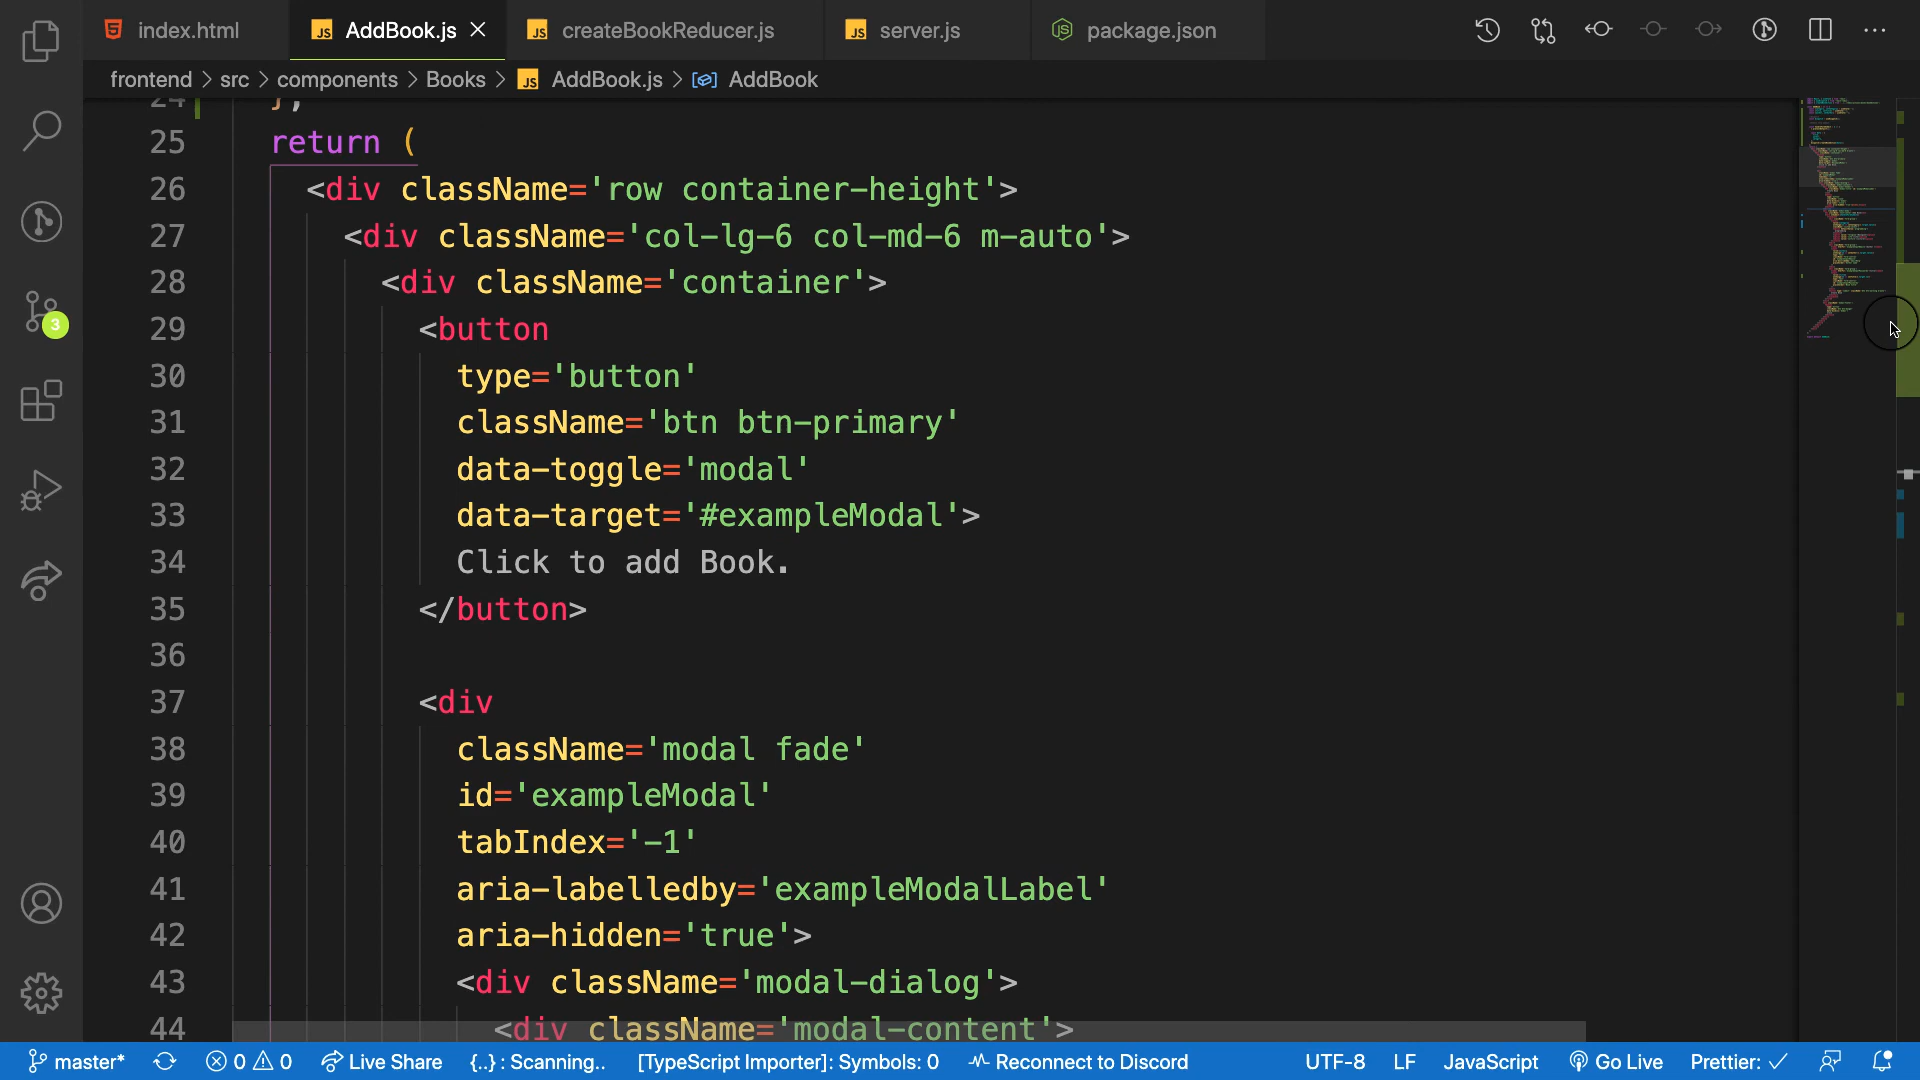 index.html
AddBook.js
createBookReducer.js
server.js
package.json
frontend > src > components > Books > AddBook.js > AddBook
24 };
25 return (
26 <div className='row container-height'>
27 <div className='col-lg-6 col-md-6 m-auto'>
28 <div className='container'>
29 <button
30 type='button'
31 className='btn btn-primary'
32 data-toggle='modal'
33 data-target='#exampleModal'>
34 Click to add Book.
35 </button>
36
37 <div
38 className='modal fade'
39 id='exampleModal'
40 tabIndex='-1'
41 aria-labelledby='exampleModalLabel'
42 aria-hidden='true'>
43 <div className='modal-dialog'>
44 <div className='modal-content'>
3
master* 0 0 Live Share {..} : Scanning.. [TypeScript Importer]: Symbols: 0 Reconnect to Discord UTF-8 LF JavaScript Go Live Prettier: ✓